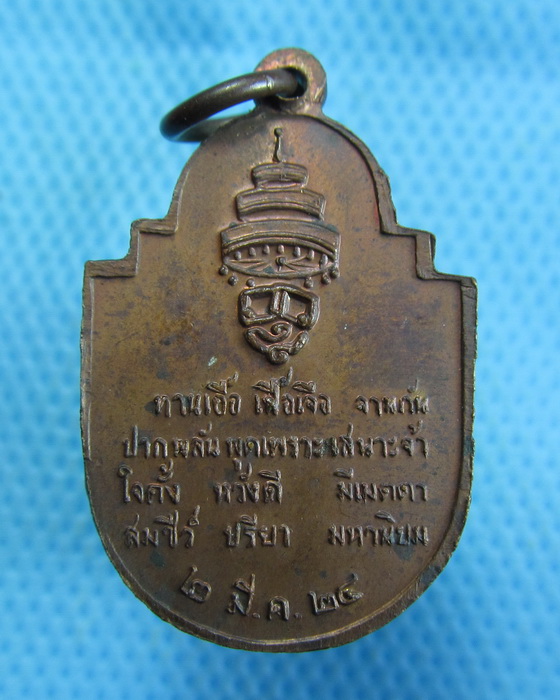 ทานเอื้อ เฟื้อเจือ จานกัน
ปากหลั่น พูดเพราะ เสนาะจ้า
ใจตั้ง หวังดี มีเมตตา
สมชีวี ปรียา มหานิยม
๒ มี.ค. ๒๔